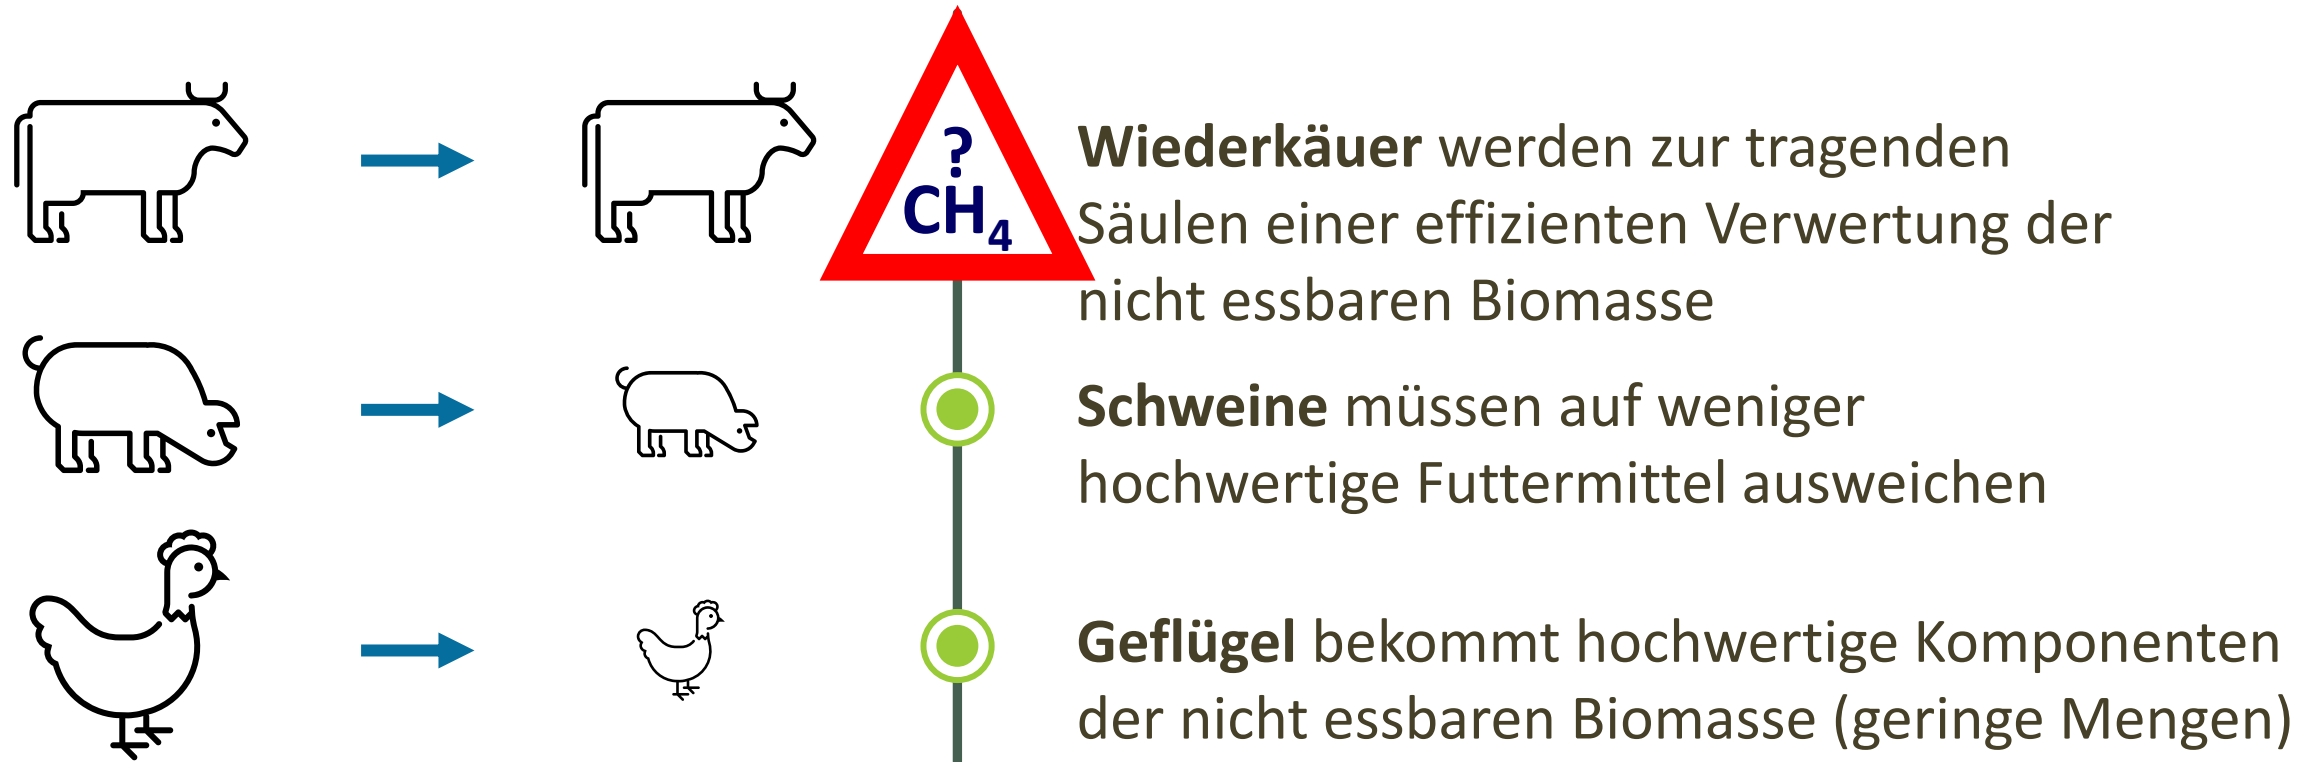 ?
CH₄
Wiederkäuer werden zur tragenden
Säulen einer effizienten Verwertung der
nicht essbaren Biomasse
Schweine müssen auf weniger
hochwertige Futtermittel ausweichen
Geflügel bekommt hochwertige Komponenten
der nicht essbaren Biomasse (geringe Mengen)